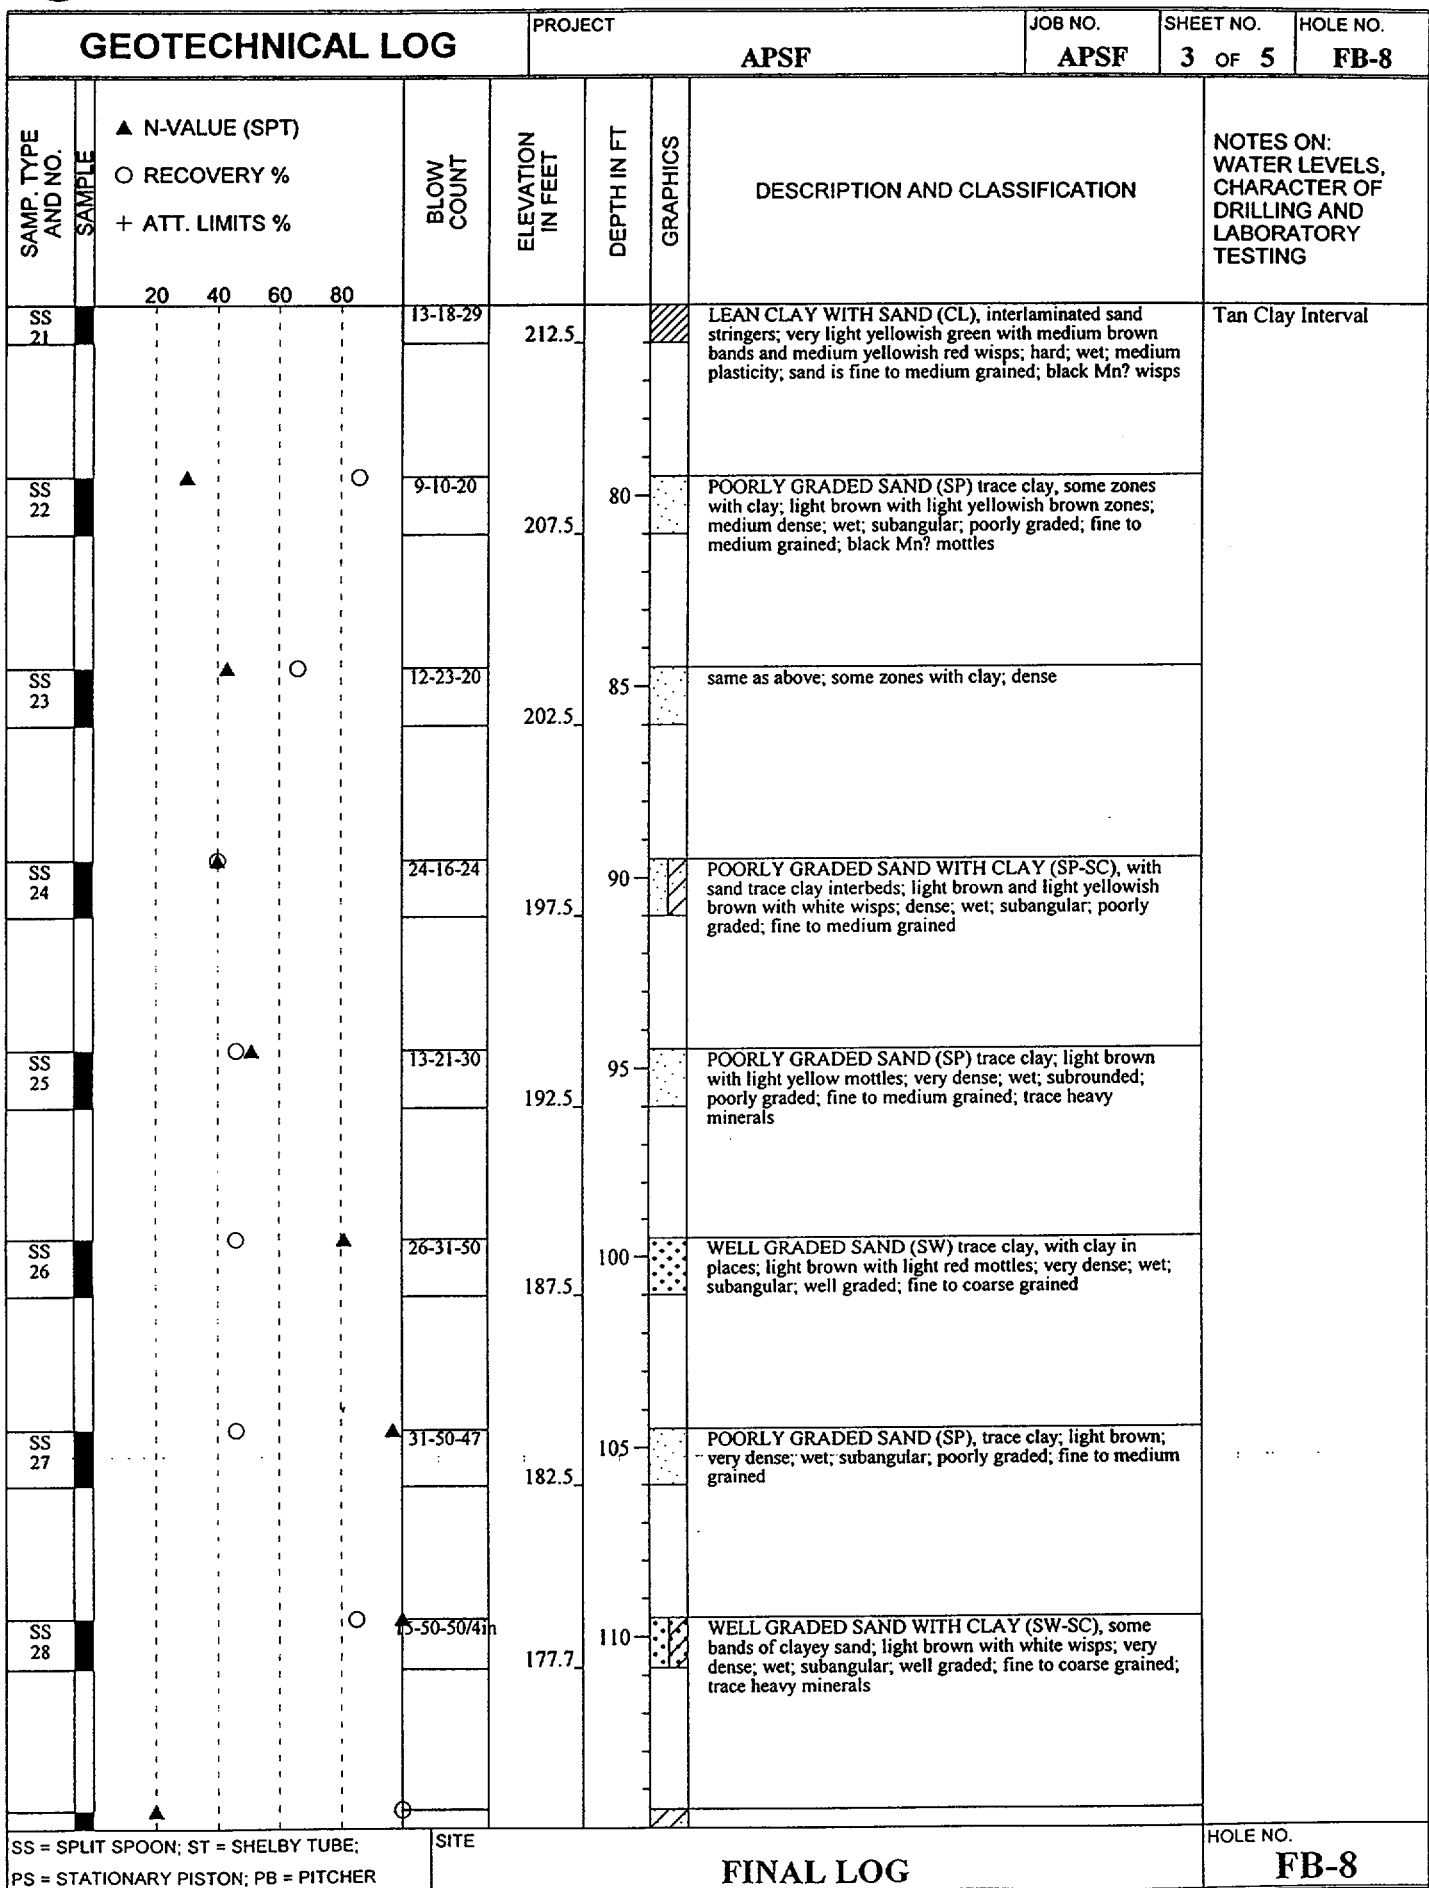 GEOTECHNICAL LOG
PROJECT
APSF
JOB NO.
APSF
SHEET NO.
3 OF 5
HOLE NO.
FB-8
SAMP. TYPE
AND NO.
SAMPLE
▲ N-VALUE (SPT)
○ RECOVERY %
+ ATT. LIMITS %
20 40 60 80
BLOW
COUNT
ELEVATION
IN FEET
DEPTH IN FT
GRAPHICS
DESCRIPTION AND CLASSIFICATION
NOTES ON:
WATER LEVELS,
CHARACTER OF
DRILLING AND
LABORATORY
TESTING
SS
21
13-18-29
212.5
LEAN CLAY WITH SAND (CL), interlaminated sand
stringers; very light yellowish green with medium brown
bands and medium yellowish red wisps; hard; wet; medium
plasticity; sand is fine to medium grained; black Mn? wisps
Tan Clay Interval
SS
22
9-10-20
207.5
80
POORLY GRADED SAND (SP) trace clay, some zones
with clay; light brown with light yellowish brown zones;
medium dense; wet; subangular; poorly graded; fine to
medium grained; black Mn? mottles
SS
23
12-23-20
202.5
85
same as above; some zones with clay; dense
SS
24
24-16-24
197.5
90
POORLY GRADED SAND WITH CLAY (SP-SC), with
sand trace clay interbeds; light brown and light yellowish
brown with white wisps; dense; wet; subangular; poorly
graded; fine to medium grained
SS
25
13-21-30
192.5
95
POORLY GRADED SAND (SP) trace clay; light brown
with light yellow mottles; very dense; wet; subrounded;
poorly graded; fine to medium grained; trace heavy
minerals
SS
26
26-31-50
187.5
100
WELL GRADED SAND (SW) trace clay, with clay in
places; light brown with light red mottles; very dense; wet;
subangular; well graded; fine to coarse grained
SS
27
31-50-47
182.5
105
POORLY GRADED SAND (SP), trace clay; light brown;
very dense; wet; subangular; poorly graded; fine to medium
grained
SS
28
15-50-50/4in
177.7
110
WELL GRADED SAND WITH CLAY (SW-SC), some
bands of clayey sand; light brown with white wisps; very
dense; wet; subangular; well graded; fine to coarse grained;
trace heavy minerals
SS = SPLIT SPOON; ST = SHELBY TUBE;
PS = STATIONARY PISTON; PB = PITCHER
SITE
FINAL LOG
HOLE NO.
FB-8